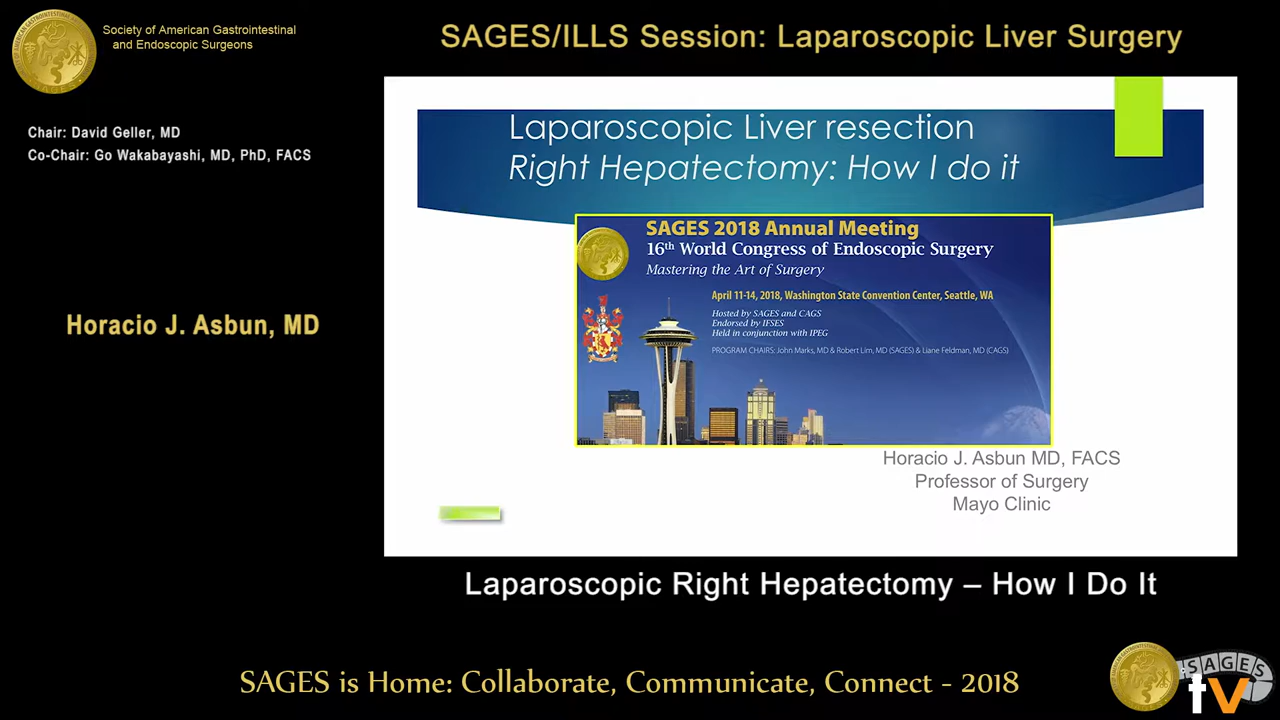 Society of American Gastrointestinal
and Endoscopic Surgeons
SAGES/ILLS Session: Laparoscopic Liver Surgery
Chair: David Geller, MD
Co-Chair: Go Wakabayashi, MD, PhD, FACS
Horacio J. Asbun, MD
Laparoscopic Liver resection
Right Hepatectomy: How I do it
SAGES 2018 Annual Meeting
16th World Congress of Endoscopic Surgery
Mastering the Art of Surgery
April 11-14, 2018, Washington State Convention Center, Seattle, WA
Hosted by SAGES and CAGS
Endorsed by IFSES
Held in conjunction with IPEG
PROGRAM CHAIRS: John Marks, MD & Robert Lim, MD (SAGES) & Liane Feldman, MD (CAGS)
Horacio J. Asbun MD, FACS
Professor of Surgery
Mayo Clinic
Laparoscopic Right Hepatectomy – How I Do It
SAGES is Home: Collaborate, Communicate, Connect - 2018
SAGES
tv